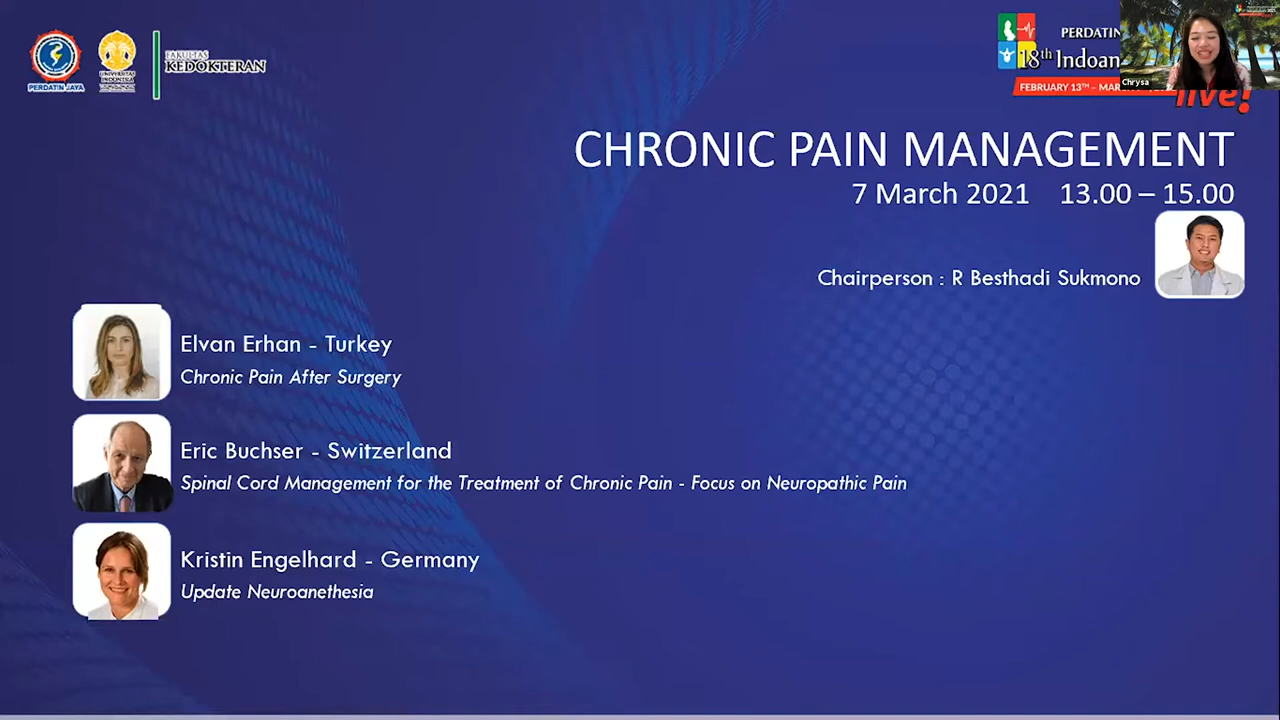 PERDATIN JAYA
UNIVERSITAS
INDONESIA
FAKULTAS
KEDOKTERAN
18th Indoan
FEBRUARY 13TH – MAR
live!
Chrysa
CHRONIC PAIN MANAGEMENT
7 March 2021 13.00 – 15.00
Chairperson : R Besthadi Sukmono
Elvan Erhan - Turkey
Chronic Pain After Surgery
Eric Buchser - Switzerland
Spinal Cord Management for the Treatment of Chronic Pain - Focus on Neuropathic Pain
Kristin Engelhard - Germany
Update Neuroanethesia